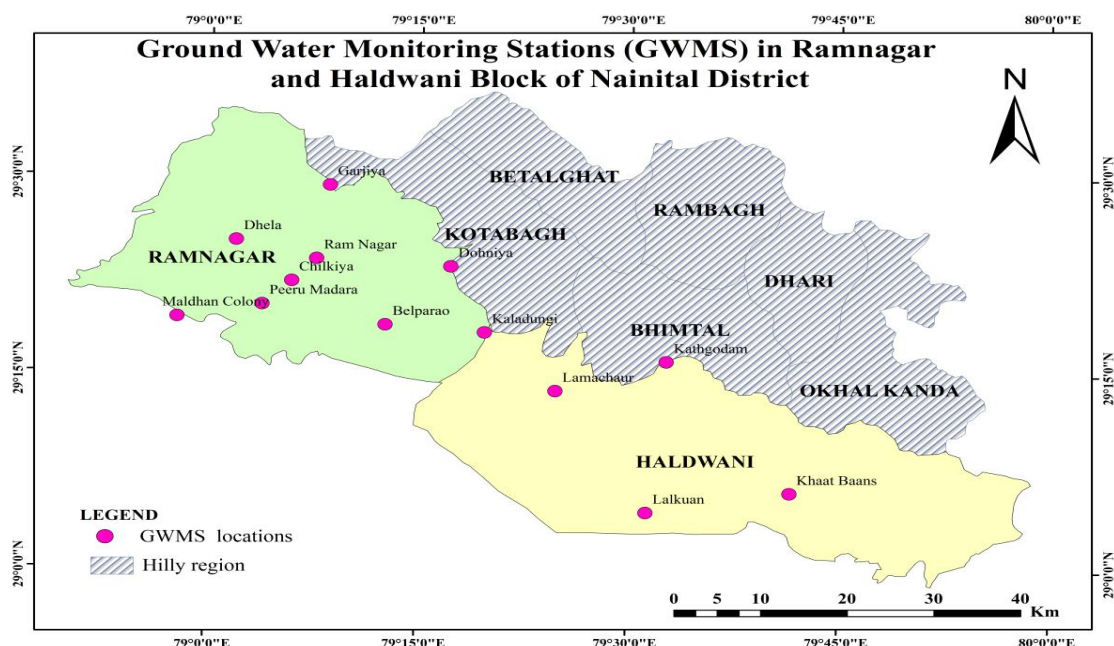 79°0'0"E 79°15'0"E 79°30'0"E 79°45'0"E 80°0'0"E
Ground Water Monitoring Stations (GWMS) in Ramnagar
and Haldwani Block of Nainital District
N
29°30'0"N
29°30'0"N
Garjiya
BETALGHAT
RAMBAGH
Dhela
KOTABAGH
RAMNAGAR
Ram Nagar
Dohniya
Chilkiya
DHARI
Peeru Madara
Maldhan Colony
Belparao
Kaladungi
BHIMTAL
Kathgodam
29°15'0"N
29°15'0"N
Lamachaur
OKHAL KANDA
HALDWANI
Khaat Baans
Lalkuan
LEGEND
GWMS locations
Hilly region
29°0'0"N
29°0'0"N
0 5 10 20 30 40
Km
79°0'0"E 79°15'0"E 79°30'0"E 79°45'0"E 80°0'0"E